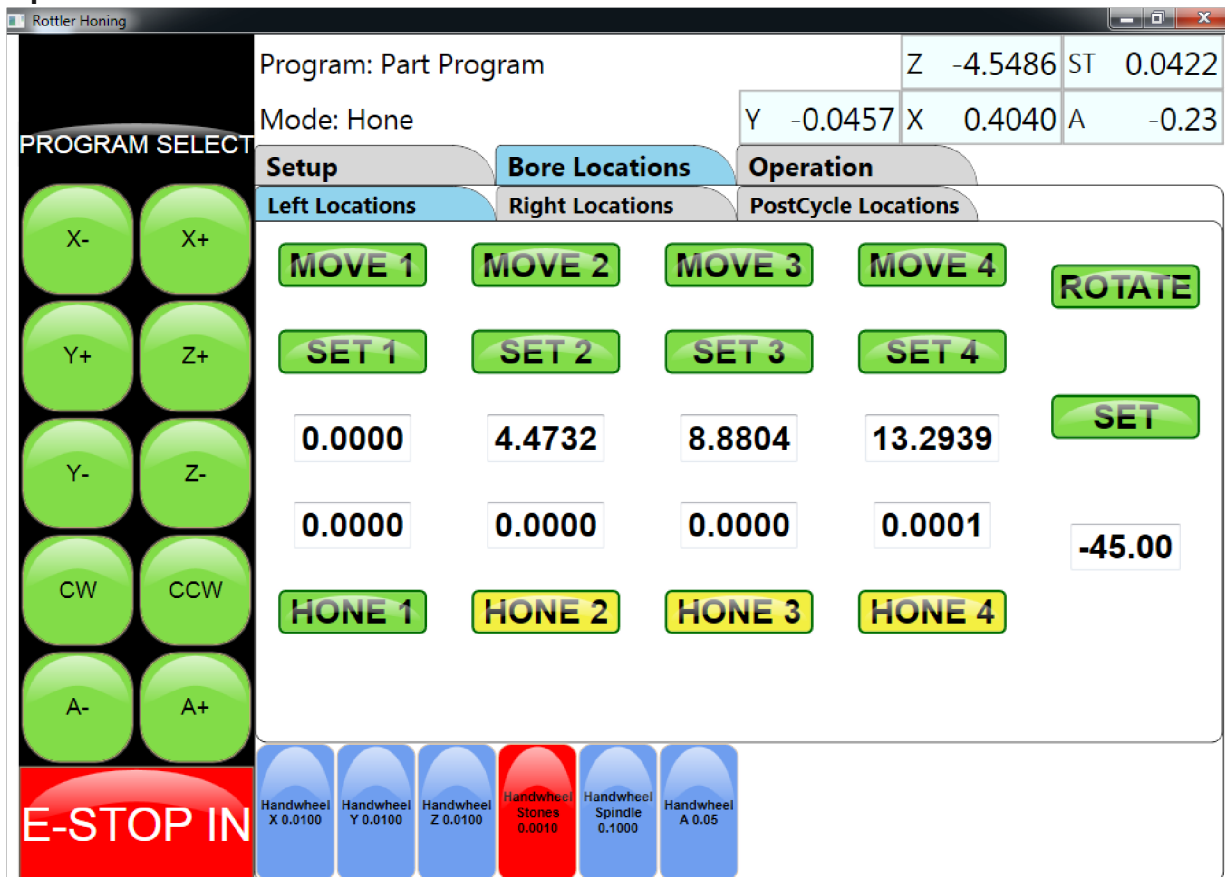 Rottler Honing
Program: Part Program
Z -4.5486 ST 0.0422
Mode: Hone
Y -0.0457 X 0.4040 A -0.23
PROGRAM SELECT
Setup Bore Locations Operation
Left Locations Right Locations PostCycle Locations
X- X+
Y+ Z+
Y- Z-
CW CCW
A- A+
E-STOP IN
MOVE 1 MOVE 2 MOVE 3 MOVE 4
ROTATE
SET 1 SET 2 SET 3 SET 4
SET
0.0000 4.4732 8.8804 13.2939
0.0000 0.0000 0.0000 0.0001
-45.00
HONE 1 HONE 2 HONE 3 HONE 4
Handwheel
X 0.0100
Handwheel
Y 0.0100
Handwheel
Z 0.0100
Handwheel
Stones
0.0010
Handwheel
Spindle
0.1000
Handwheel
A 0.05